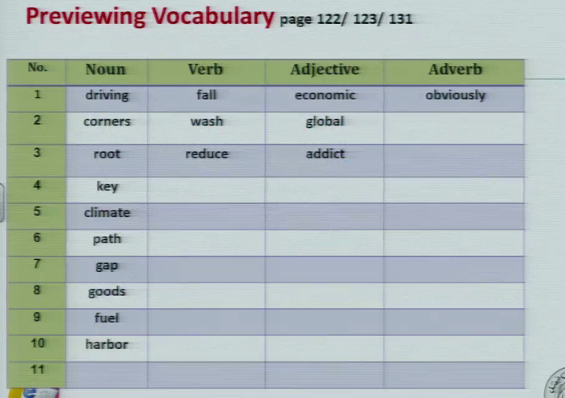 Previewing Vocabulary page 122/ 123/ 131
No. Noun Verb Adjective Adverb
1 driving fall economic obviously
2 corners wash global
3 root reduce addict
4 key
5 climate
6 path
7 gap
8 goods
9 fuel
10 harbor
11